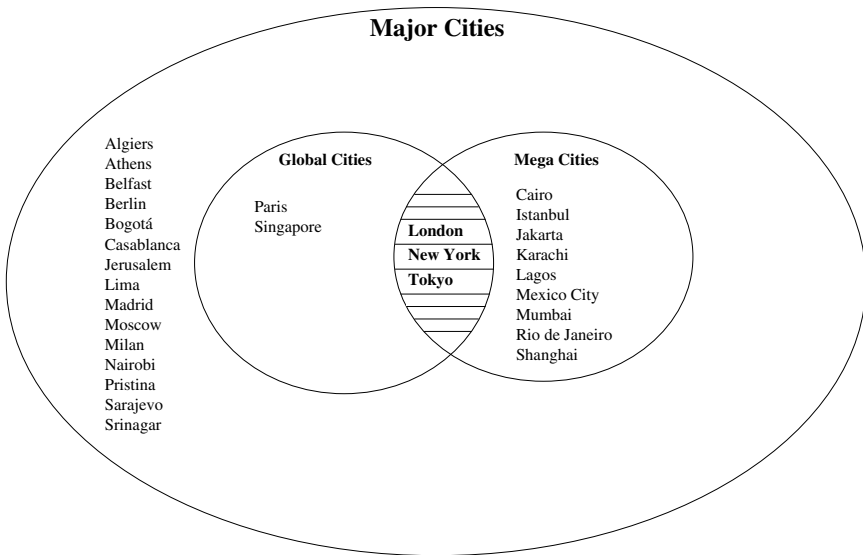 Major Cities
Algiers
Athens
Belfast
Berlin
Bogotá
Casablanca
Jerusalem
Lima
Madrid
Moscow
Milan
Nairobi
Pristina
Sarajevo
Srinagar
Global Cities
Paris
Singapore
London
New York
Tokyo
Mega Cities
Cairo
Istanbul
Jakarta
Karachi
Lagos
Mexico City
Mumbai
Rio de Janeiro
Shanghai